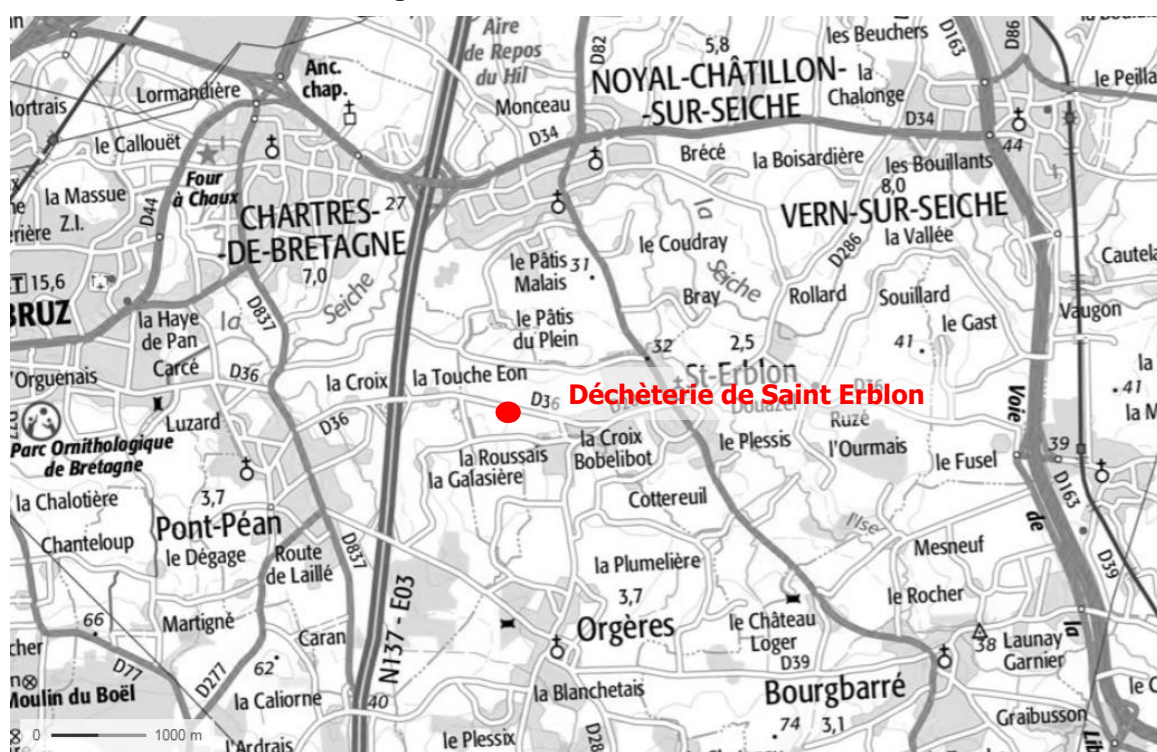 Aire
de Repos
du Hil
D82
5,8
les Beuchers
D163
D86
le Peilla
Lormandière
Anc.
chap.
NOYAL-CHÂTILLON-
-SUR-SEICHE
la
Chalonge
Monceau
D34
D34
44
le Callouët
Brécé
la Boisardière
les Bouillants
8,0
la Massue
Z.I.
Four
à Chaux
D44
27
CHARTRES-
-DE-BRETAGNE
7,0
la
Seiche
VERN-SUR-SEICHE
la Vallée
D286
le Coudray
le Pâtis
Malais
31
Cautela
15,6
BRUZ
la
Seiche
Bray
Rollard
Souillard
Vaugon
la Haye
de Pan
D837
le Pâtis
du Plein
le Gast
41
Carcé
32
2,5
l'Orguenais
D36
la Croix
la Touche Eon
St-Erblon
D36
la
41
Déchèterie de Saint Erblon
D36
Douazel
Voie
Luzard
D36
Ruzé
la M
Parc Ornithologique
de Bretagne
la Croix
Bobelibot
le Plessis
l'Ourmais
39
la Roussais
la Galasière
le Fusel
la Chalotière
D163
3,7
Pont-Péan
Cottereuil
l'Ise
de
Chanteloup
le Dégage
Route
de Laillé
D837
Mesneuf
D39
la Plumelière
3,7
le Rocher
66
Martigné
N137 - E03
Orgères
le Château
Loger
la
Caran
38
Launay
Garnier
D77
D277
62
D39
Moulin du Boël
la Caliorne
40
la Blanchetais
Bourgbarré
le C
74
3,1
Graibusson
0
1000 m
l'Ardrais
le Plessix
D28